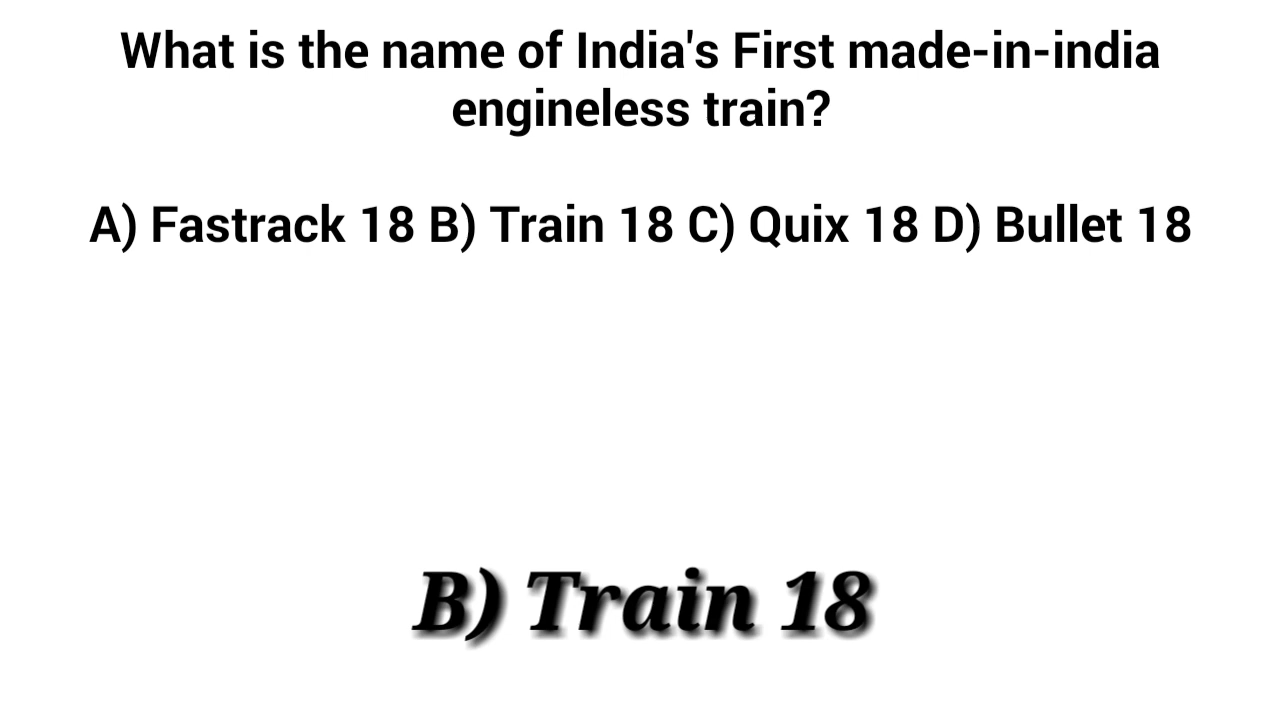 What is the name of India's First made-in-india
engineless train?
A) Fastrack 18 B) Train 18 C) Quix 18 D) Bullet 18
B) Train 18